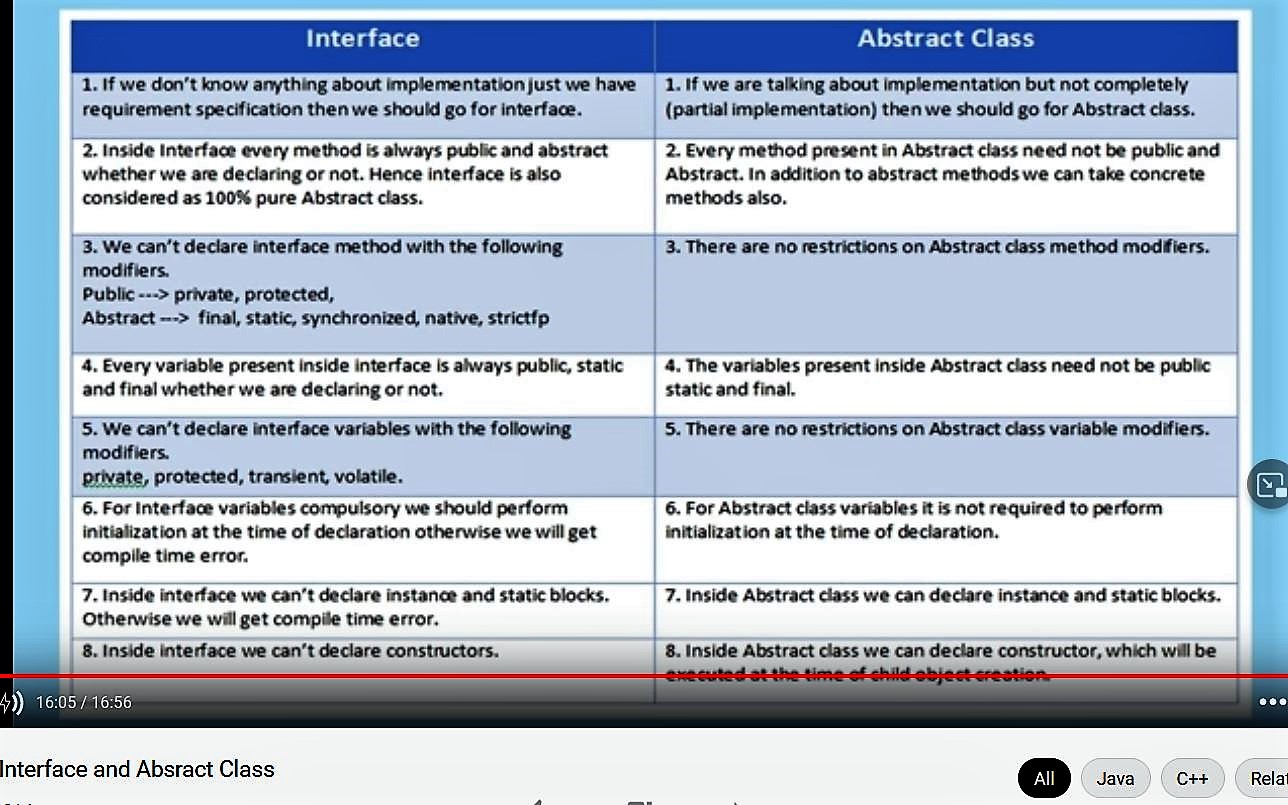 Interface
Abstract Class
1. If we don't know anything about implementation just we have
requirement specification then we should go for interface.
1. If we are talking about implementation but not completely
(partial implementation) then we should go for Abstract class.
2. Inside Interface every method is always public and abstract
whether we are declaring or not. Hence interface is also
considered as 100% pure Abstract class.
2. Every method present in Abstract class need not be public and
Abstract. In addition to abstract methods we can take concrete
methods also.
3. We can't declare interface method with the following
modifiers.
Public ---> private, protected,
Abstract ---> final, static, synchronized, native, strictfp
3. There are no restrictions on Abstract class method modifiers.
4. Every variable present inside interface is always public, static
and final whether we are declaring or not.
4. The variables present inside Abstract class need not be public
static and final.
5. We can't declare interface variables with the following
modifiers.
private, protected, transient, volatile.
5. There are no restrictions on Abstract class variable modifiers.
6. For Interface variables compulsory we should perform
initialization at the time of declaration otherwise we will get
compile time error.
6. For Abstract class variables it is not required to perform
initialization at the time of declaration.
7. Inside interface we can't declare instance and static blocks.
Otherwise we will get compile time error.
7. Inside Abstract class we can declare instance and static blocks.
8. Inside interface we can't declare constructors.
8. Inside Abstract class we can declare constructor, which will be
executed at the time of child object creation.
16:05 / 16:56
Interface and Absract Class
All
Java
C++
Rela